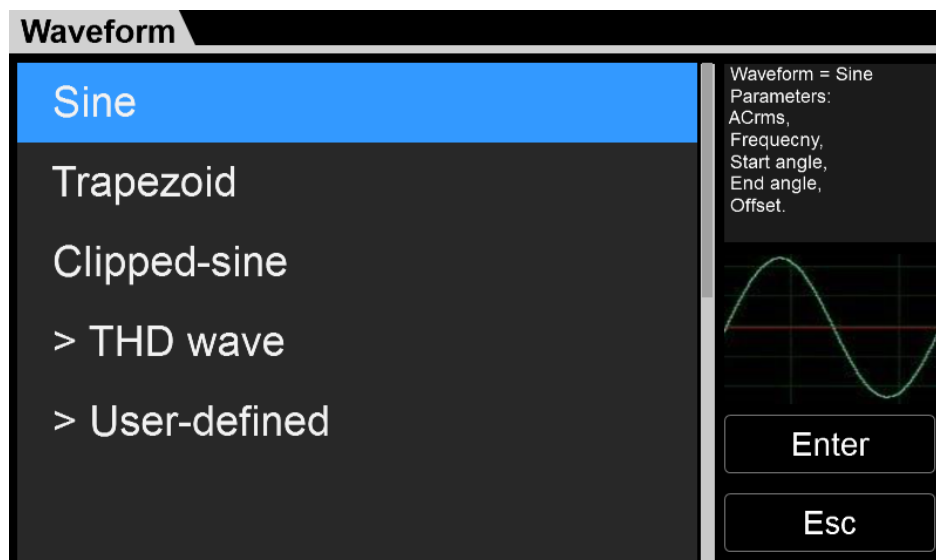 Waveform
Sine
Trapezoid
Clipped-sine
> THD wave
> User-defined
Waveform = Sine
Parameters:
ACrms,
Frequecny,
Start angle,
End angle,
Offset.
Enter
Esc